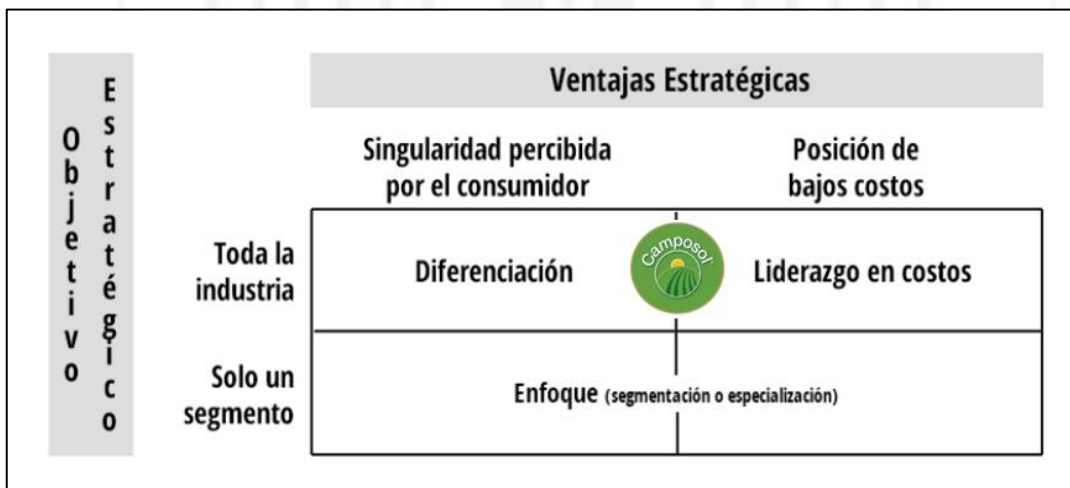 Objetivo
Estratégico
Ventajas Estratégicas
Singularidad percibida
por el consumidor
Posición de
bajos costos
Toda la
industria
Diferenciación
Camposol
Liderazgo en costos
Solo un
segmento
Enfoque (segmentación o especialización)